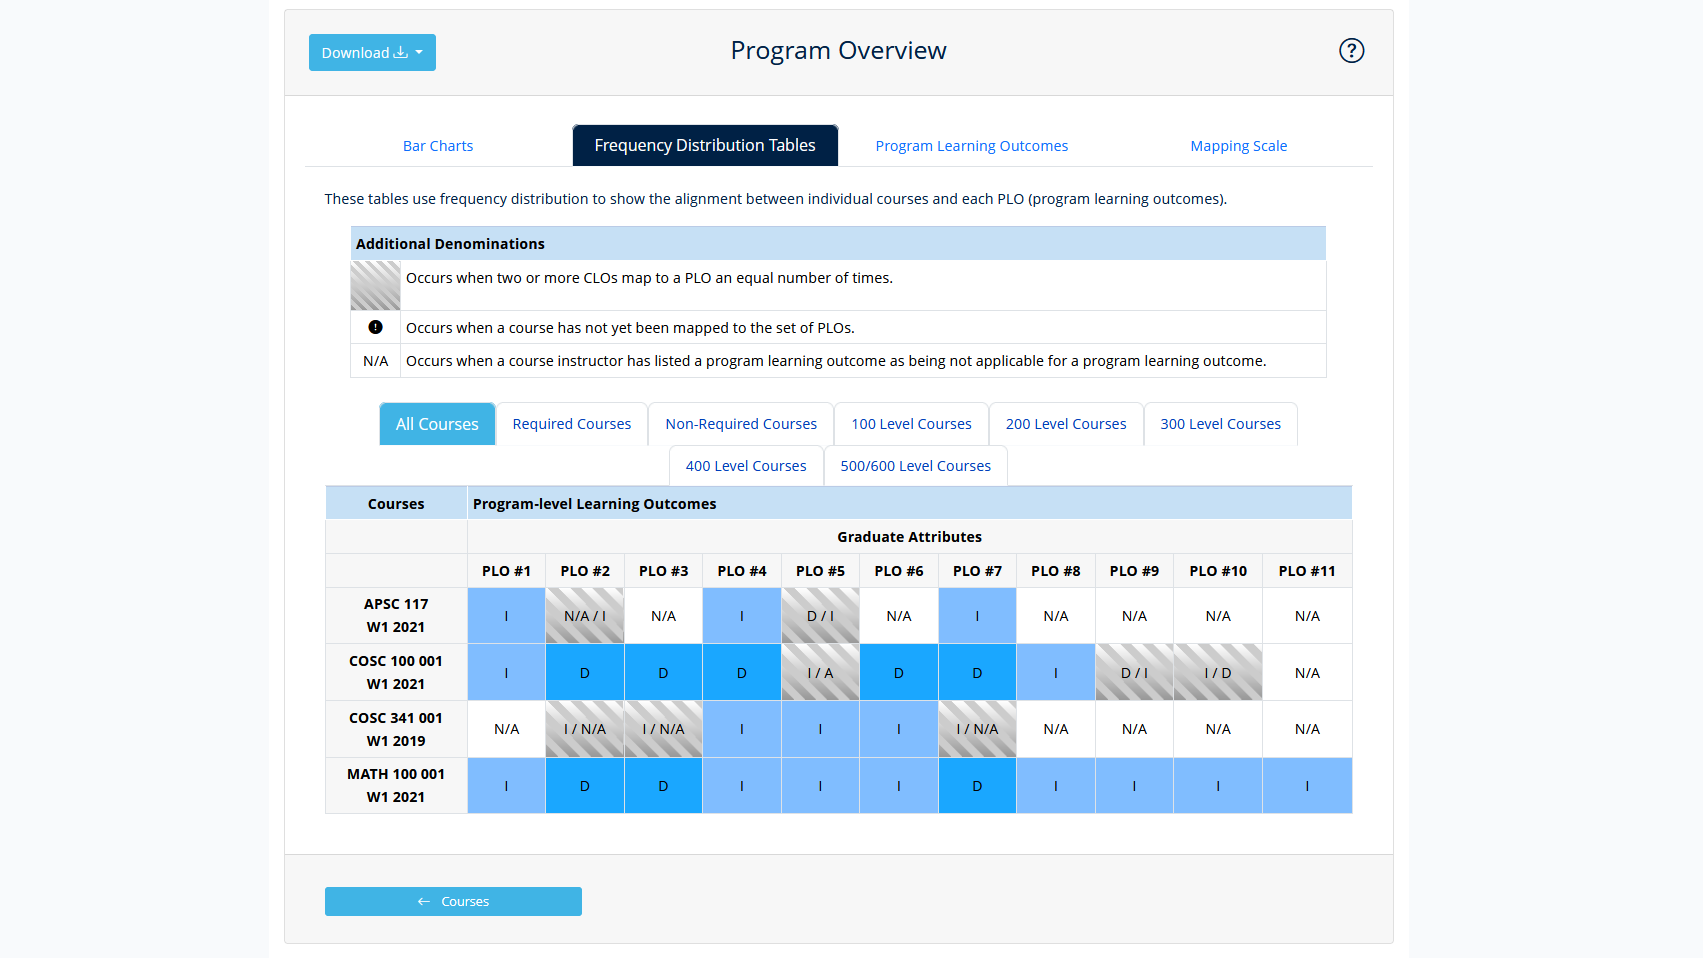 Download
Program Overview
Bar Charts
Frequency Distribution Tables
Program Learning Outcomes
Mapping Scale
These tables use frequency distribution to show the alignment between individual courses and each PLO (program learning outcomes).
Additional Denominations
Occurs when two or more CLOs map to a PLO an equal number of times.
Occurs when a course has not yet been mapped to the set of PLOs.
N/A Occurs when a course instructor has listed a program learning outcome as being not applicable for a program learning outcome.
All Courses Required Courses Non-Required Courses 100 Level Courses 200 Level Courses 300 Level Courses
400 Level Courses 500/600 Level Courses
Courses Program-level Learning Outcomes
Graduate Attributes
PLO #1 PLO #2 PLO #3 PLO #4 PLO #5 PLO #6 PLO #7 PLO #8 PLO #9 PLO #10 PLO #11
APSC 117
W1 2021
I N/A / I N/A I D / I N/A I N/A N/A N/A N/A
COSC 100 001
W1 2021
I D D D I / A D D I D / I I / D N/A
COSC 341 001
W1 2019
N/A I / N/A I / N/A I I I I / N/A N/A N/A N/A N/A
MATH 100 001
W1 2021
I D D I I I D I I I I
← Courses